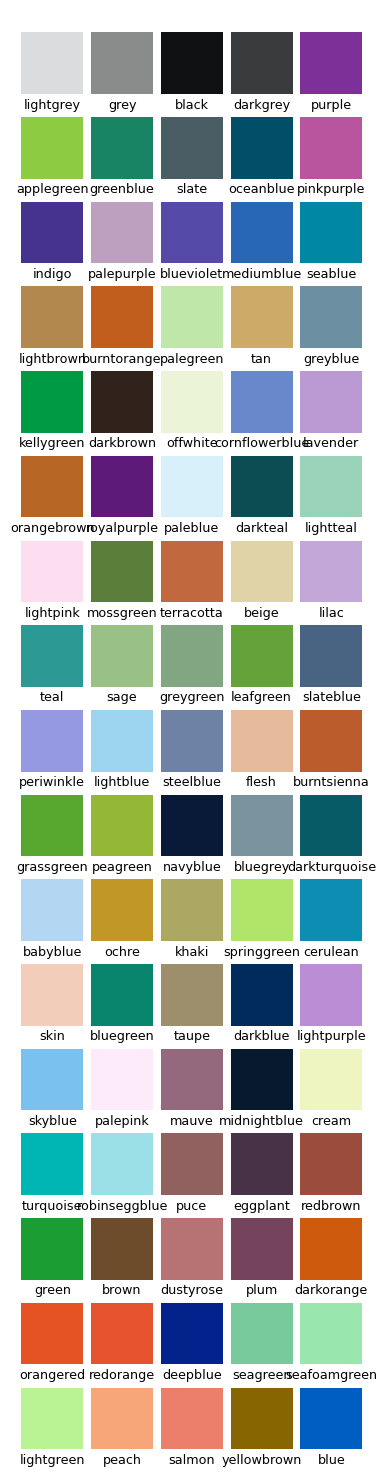 lightgrey grey black darkgrey purple
applegreen greenblue slate oceanblue pinkpurple
indigo palepurple blueviolet mediumblue seablue
lightbrown burntorange palegreen tan greyblue
kellygreen darkbrown offwhite cornflowerblue lavender
orangebrown royalpurple paleblue darkteal lightteal
lightpink mossgreen terracotta beige lilac
teal sage greygreen leafgreen slateblue
periwinkle lightblue steelblue flesh burntsienna
grassgreen peagreen navyblue bluegrey darkturquoise
babyblue ochre khaki springgreen cerulean
skin bluegreen taupe darkblue lightpurple
skyblue palepink mauve midnightblue cream
turquoise robinseggblue puce eggplant redbrown
green brown dustyrose plum darkorange
orangered redorange deepblue seagreen seafoamgreen
lightgreen peach salmon yellowbrown blue